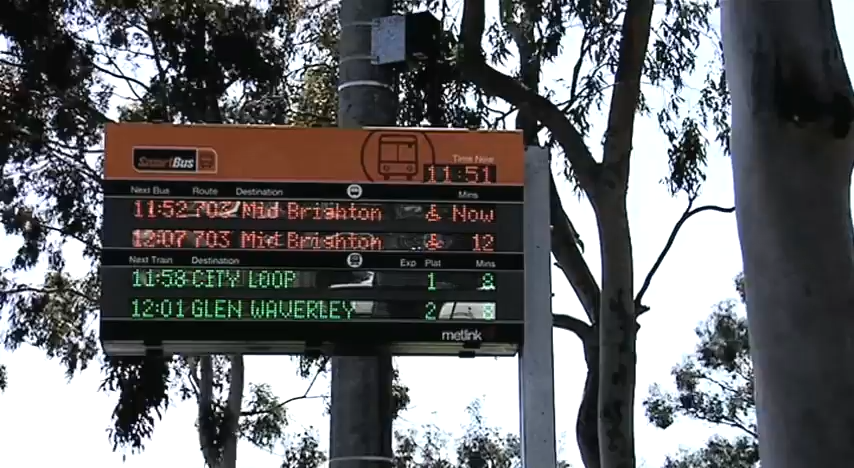 SmartBus
Time Now
11:51
Next Bus Route Destination Mins
11:52 703 Mid Brighton Now
12:07 703 Mid Brighton 12
Next Train Destination Exp Plat Mins
11:58 CITY LOOP 1
12:01 GLEN WAVERLEY 2
metlink